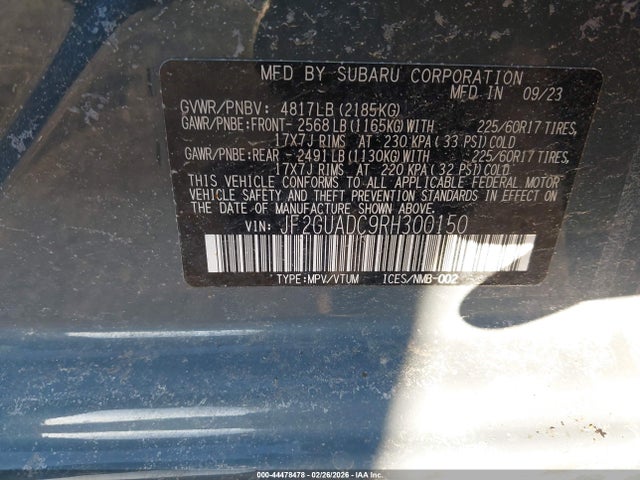 MFD BY SUBARU CORPORATION
MFD IN 09/23
GVWR/PNBV: 4817LB (2185KG)
GAWR/PNBE:FRONT-2568LB (1165KG)WITH 225/60R17 TIRES,
17X7J RIMS AT 230 KPA (33 PSI)COLD
GAWR/PNBE:REAR -2491LB (1130KG)WITH 225/60R17 TIRES,
17X7J RIMS AT 220 KPA (32 PSI)COLD
THIS VEHICLE CONFORMS TO ALL APPLICABLE FEDERAL MOTOR
VEHICLE SAFETY AND THEFT PREVENTION STANDARDS IN EFFECT ON
THE DATE OF MANUFACTURE SHOWN ABOVE.
VIN: JF2GUADC9RH300150
TYPE:MPV/VTUM ICES/NMB-002
000-44478478 - 02/26/2026 - IAA Inc.